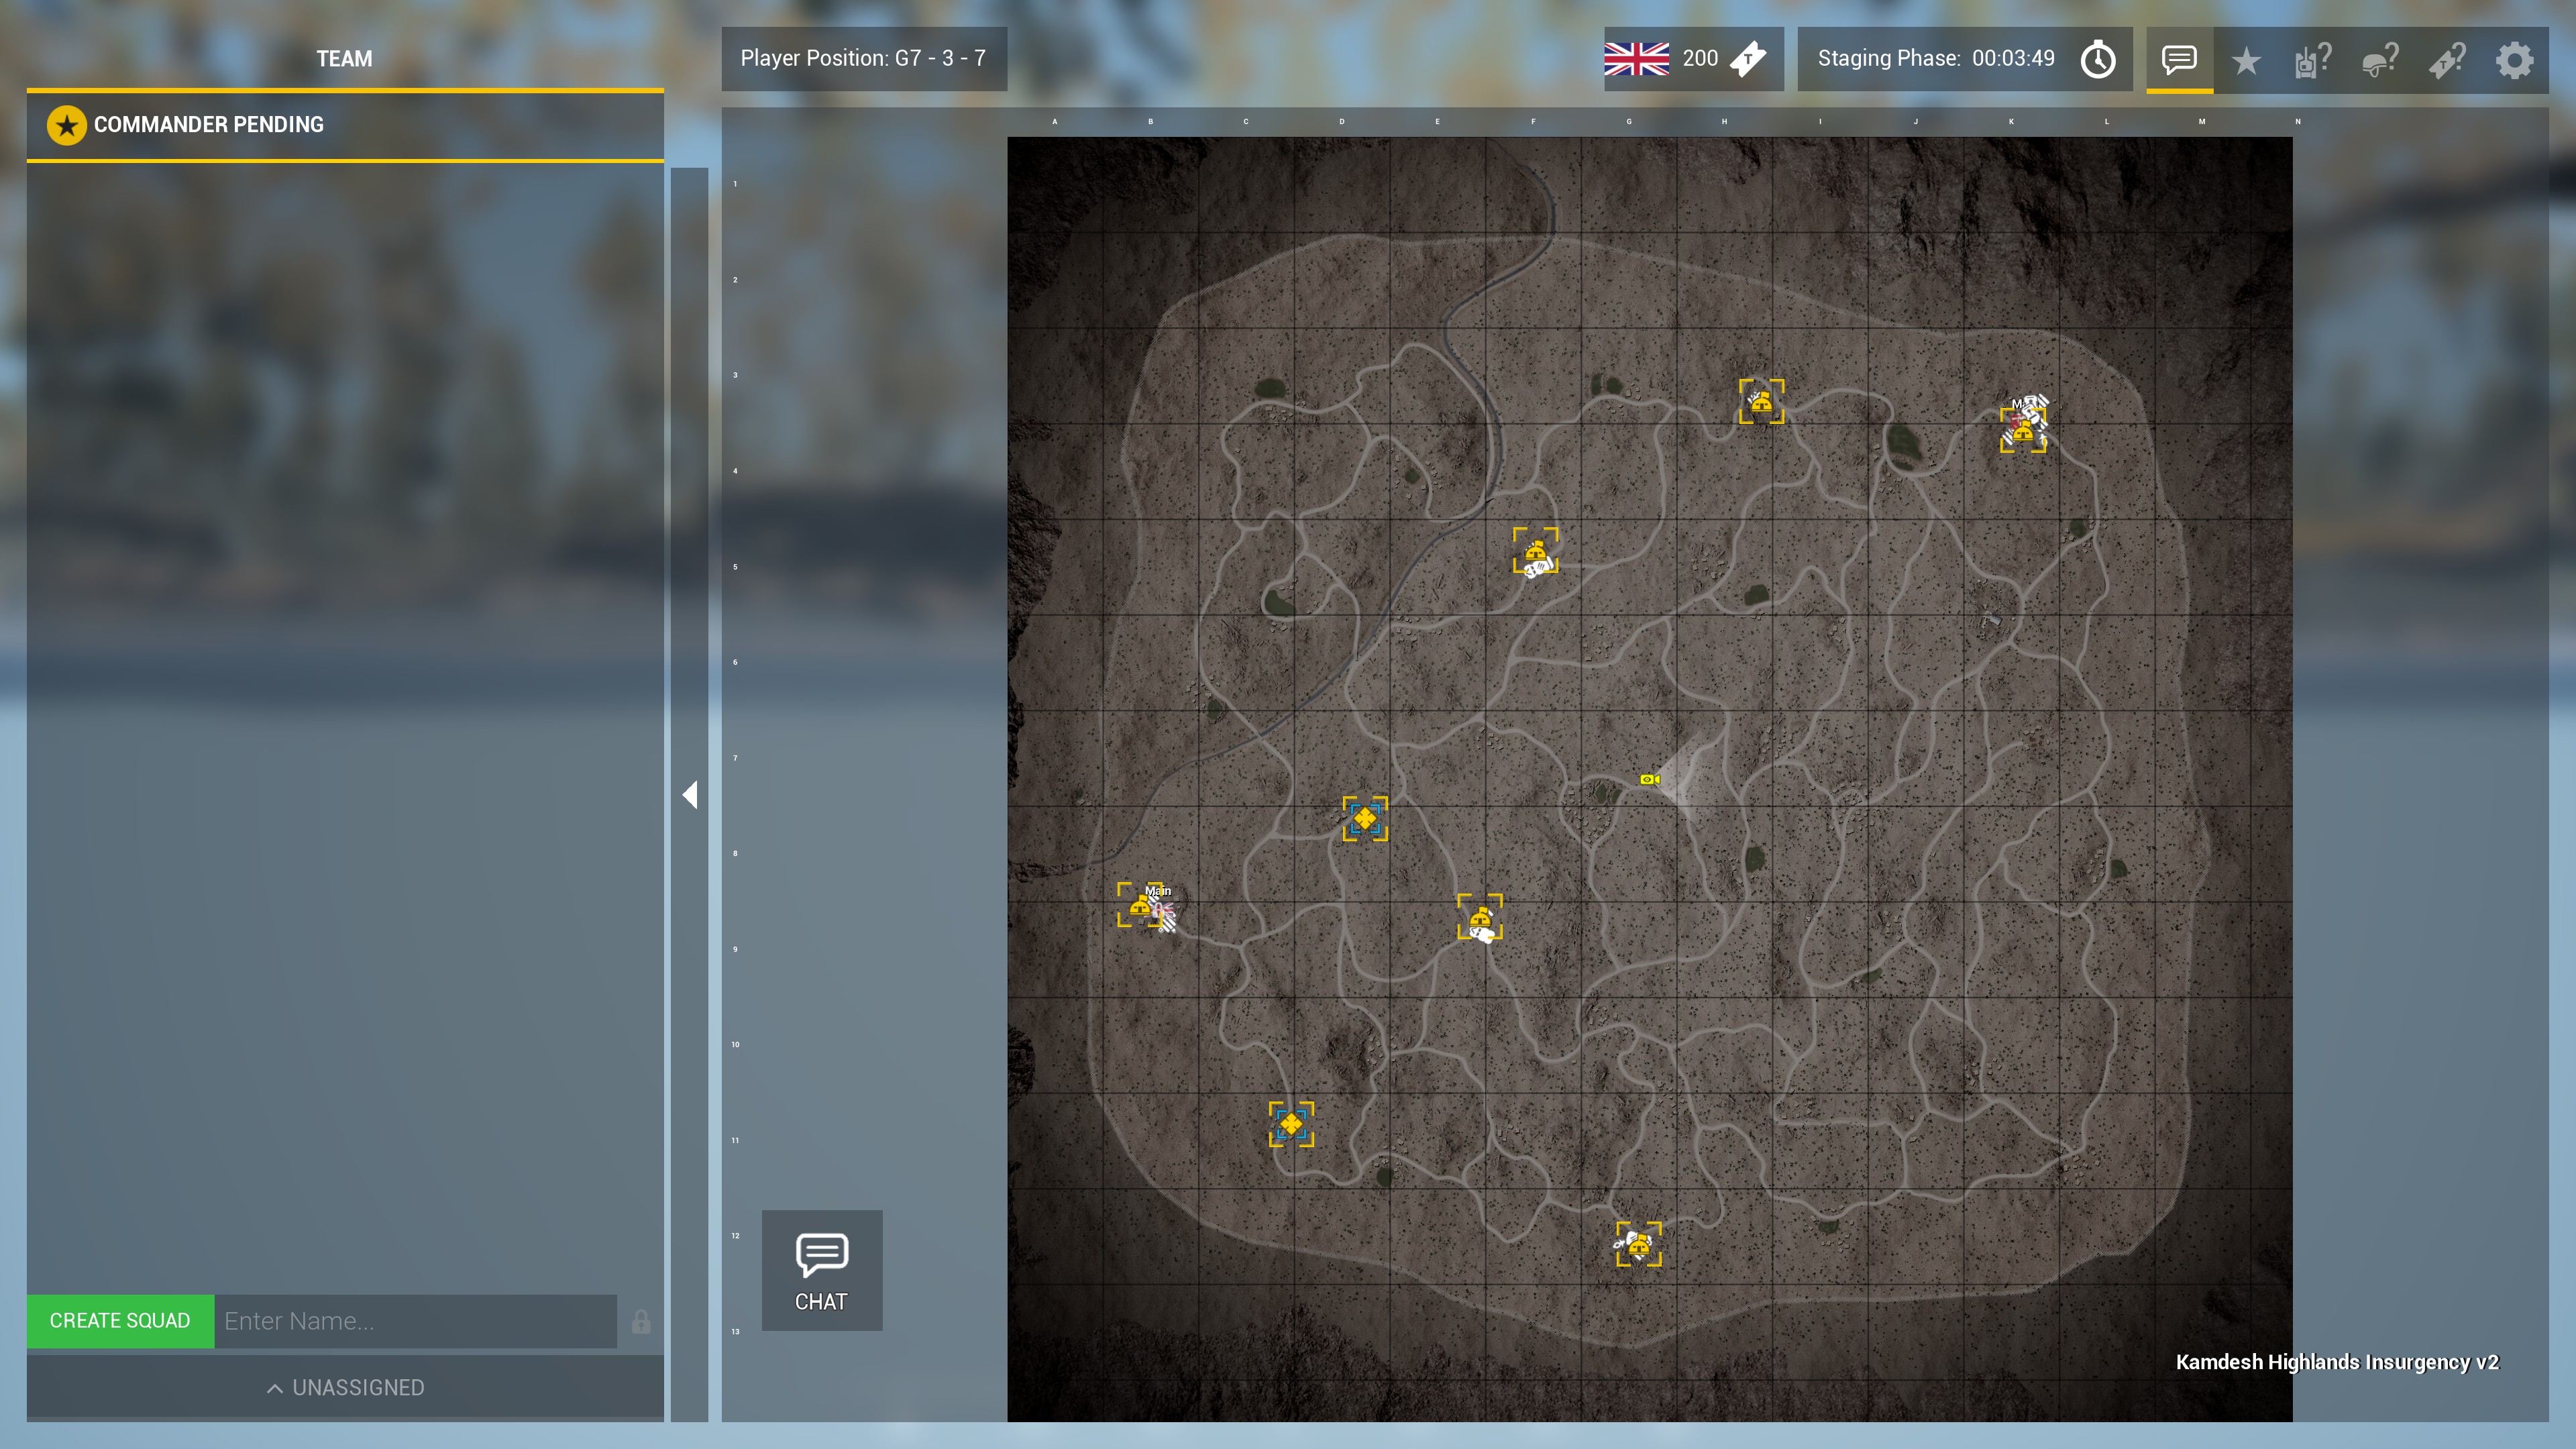 TEAM
Player Position: G7 - 3 - 7
200
T
Staging Phase: 00:03:49
COMMANDER PENDING
A B C D E F G H I J K L M N
1
2
3
4
5
6
7
8
9
10
11
12
13
Main
CHAT
CREATE SQUAD
Enter Name...
UNASSIGNED
Kamdesh Highlands Insurgency v2